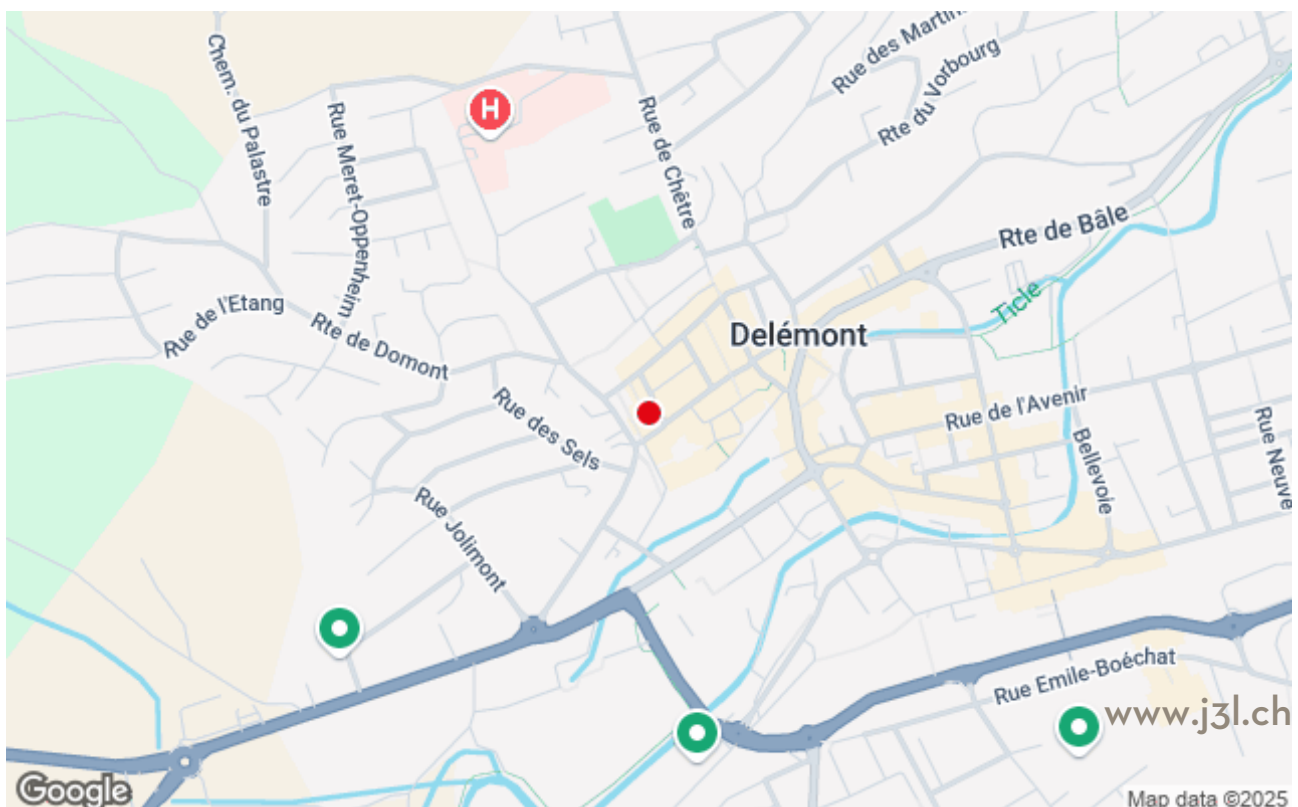 Chem. du Palastre
Rue Meret-Oppenheim
H
Rue de Chêtre
Rue des Martin
Rte du Vorbourg
Rte de Bâle
Ticle
Rue de l'Etang
Rte de Domont
Delémont
Rue des Sels
Rue de l'Avenir
Bellevoie
Rue Neuve
Rue Jolimont
Rue Emile-Boéchat
www.j3l.ch
Google
Map data ©2025